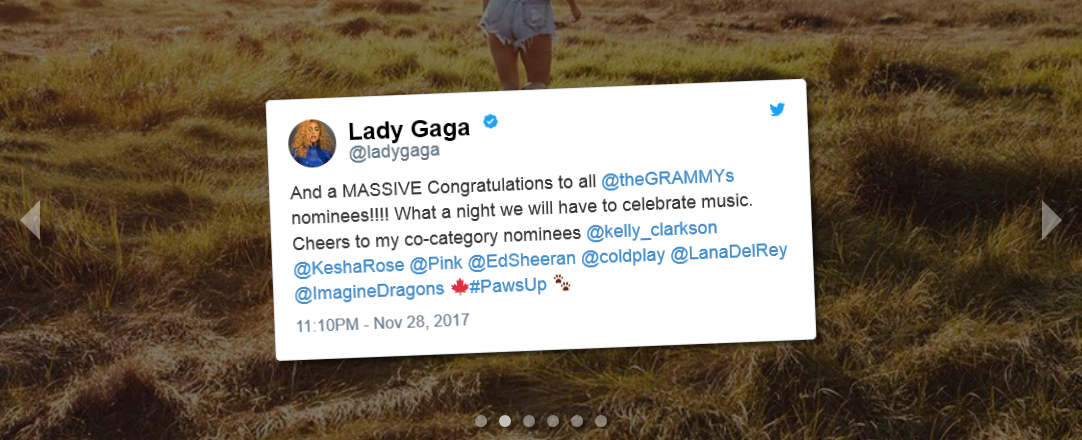 Lady Gaga
@ladygaga
And a MASSIVE Congratulations to all @theGRAMMYs
nominees!!!! What a night we will have to celebrate music.
Cheers to my co-category nominees @kelly_clarkson
@KeshaRose @Pink @EdSheeran @coldplay @LanaDelRey
@ImagineDragons 🍁#PawsUp 🐾
11:10PM - Nov 28, 2017